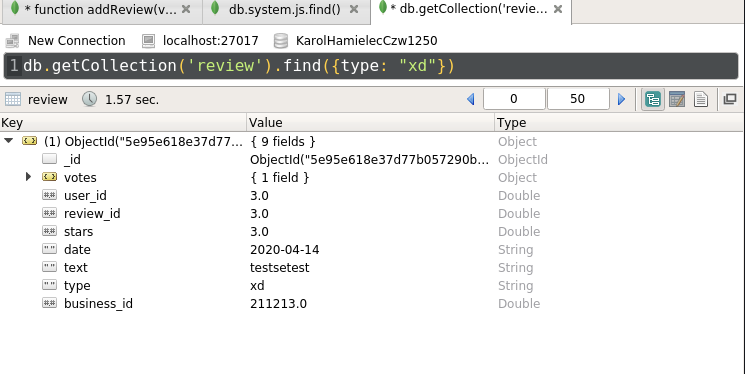 * function addReview(v... db.system.js.find() * db.getCollection('revie...
New Connection localhost:27017 KarolHamielecCzw1250
1 db.getCollection('review').find({type: "xd"})
review 1.57 sec. 0 50
Key Value Type
(1) ObjectId("5e95e618e37d77... { 9 fields } Object
_id ObjectId("5e95e618e37d77b057290b... ObjectId
votes { 1 field } Object
user_id 3.0 Double
review_id 3.0 Double
stars 3.0 Double
date 2020-04-14 String
text testsetest String
type xd String
business_id 211213.0 Double